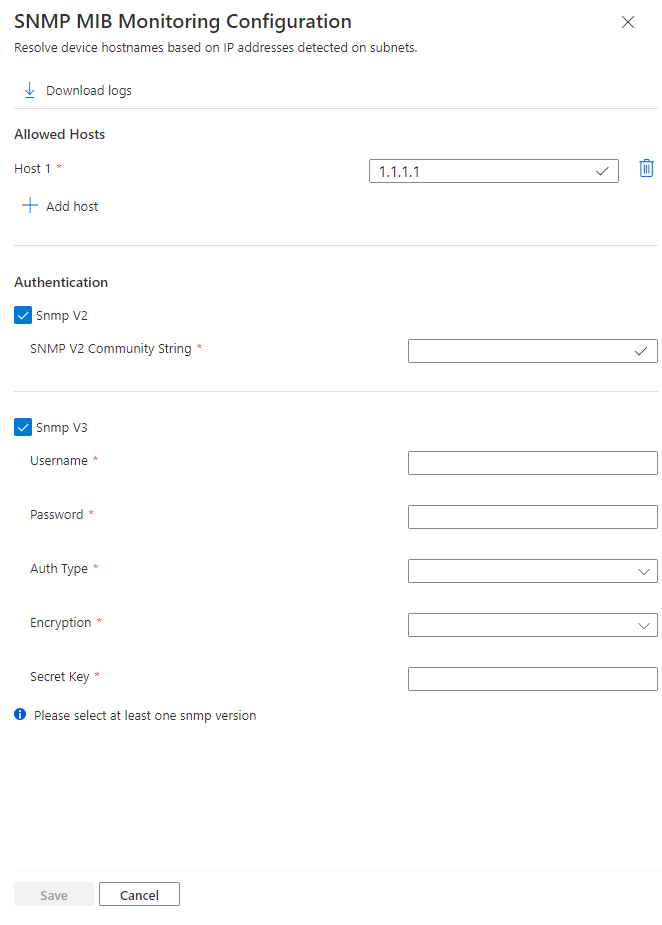 SNMP MIB Monitoring Configuration
Resolve device hostnames based on IP addresses detected on subnets.
Download logs
Allowed Hosts
Host 1 * 1.1.1.1
Add host
Authentication
Snmp V2
SNMP V2 Community String *
Snmp V3
Username *
Password *
Auth Type *
Encryption *
Secret Key *
Please select at least one snmp version
Save Cancel